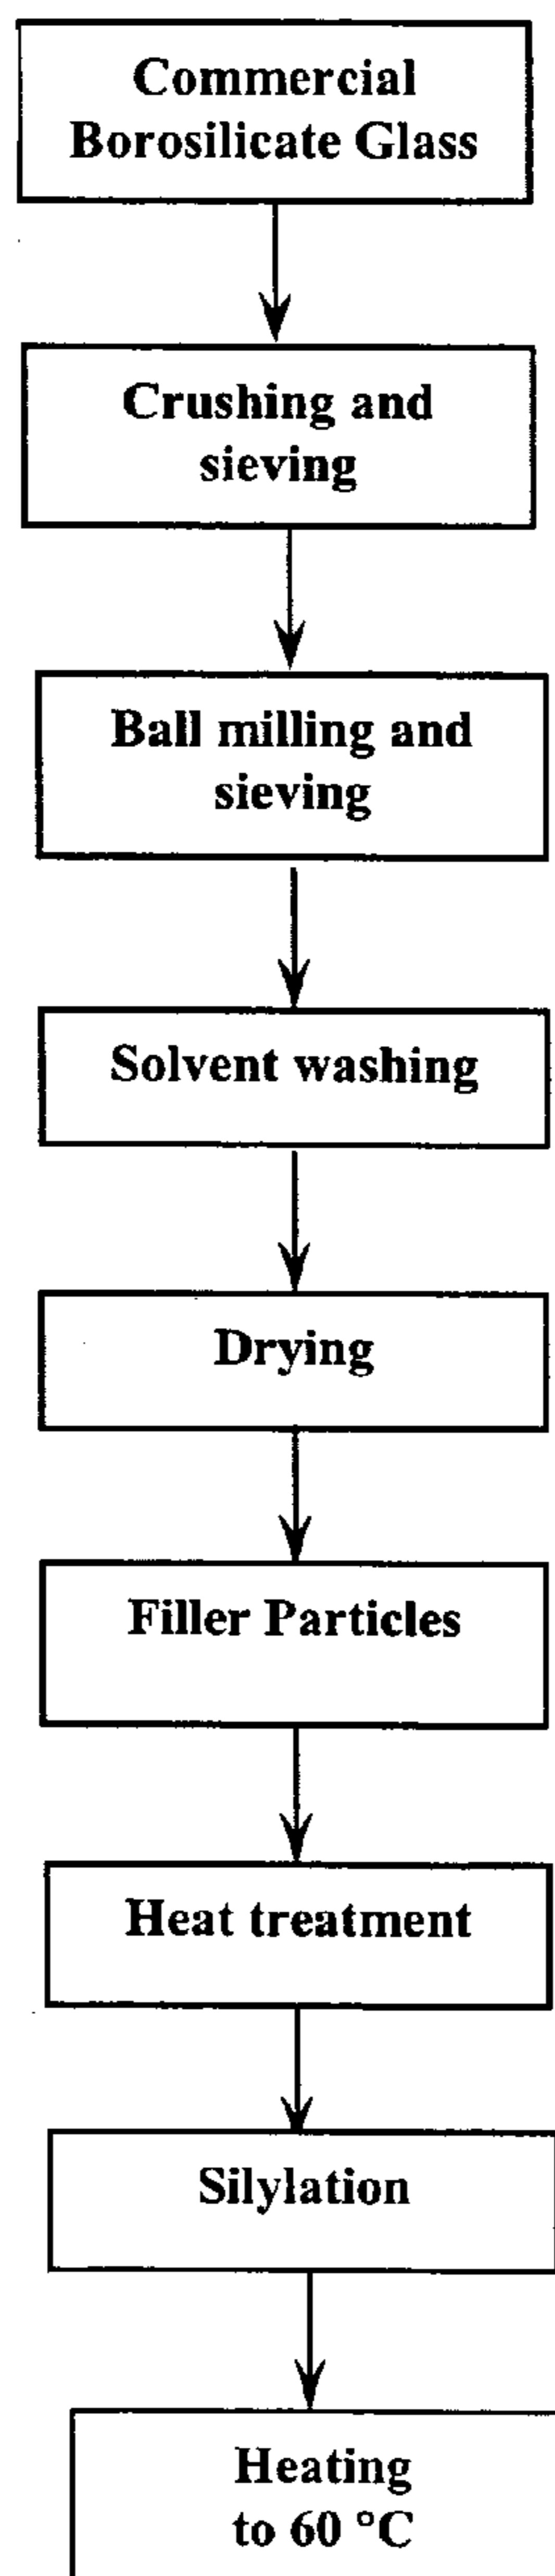 Commercial
Borosilicate Glass
Crushing and
sieving
Ball milling and
sieving
Solvent washing
Drying
Filler Particles
Heat treatment
Silylation
Heating
to 60 °C